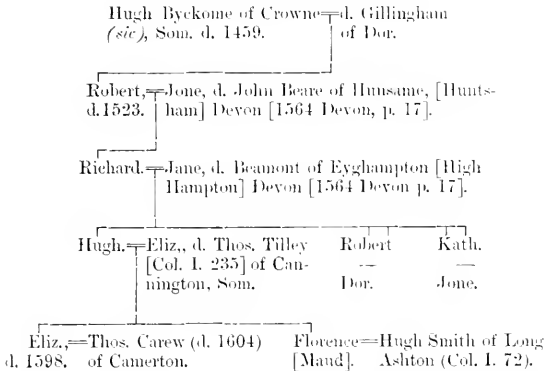 Hugh Byckome of Crowne=d. Gillingham
(sic), Som. d. 1459. of Dor.
Robert,=Jone, d. John Beare of Hunsame, [Hunts-
d. 1523. ham] Devon [1564 Devon, p. 17].
Richard.=Jane, d. Beamont of Eyghampton [High
Hampton] Devon [1564 Devon p. 17].
Hugh.=Eliz,, d. Thos. Tilley Robert Kath.
[Col. I. 235] of Can- — —
nington, Som. Dor. Jone.
Eliz.,=Thos. Carew (d. 1604) Florence=Hugh Smith of Long
d. 1598. of Camerton. [Maud]. Ashton (Col. I. 72).